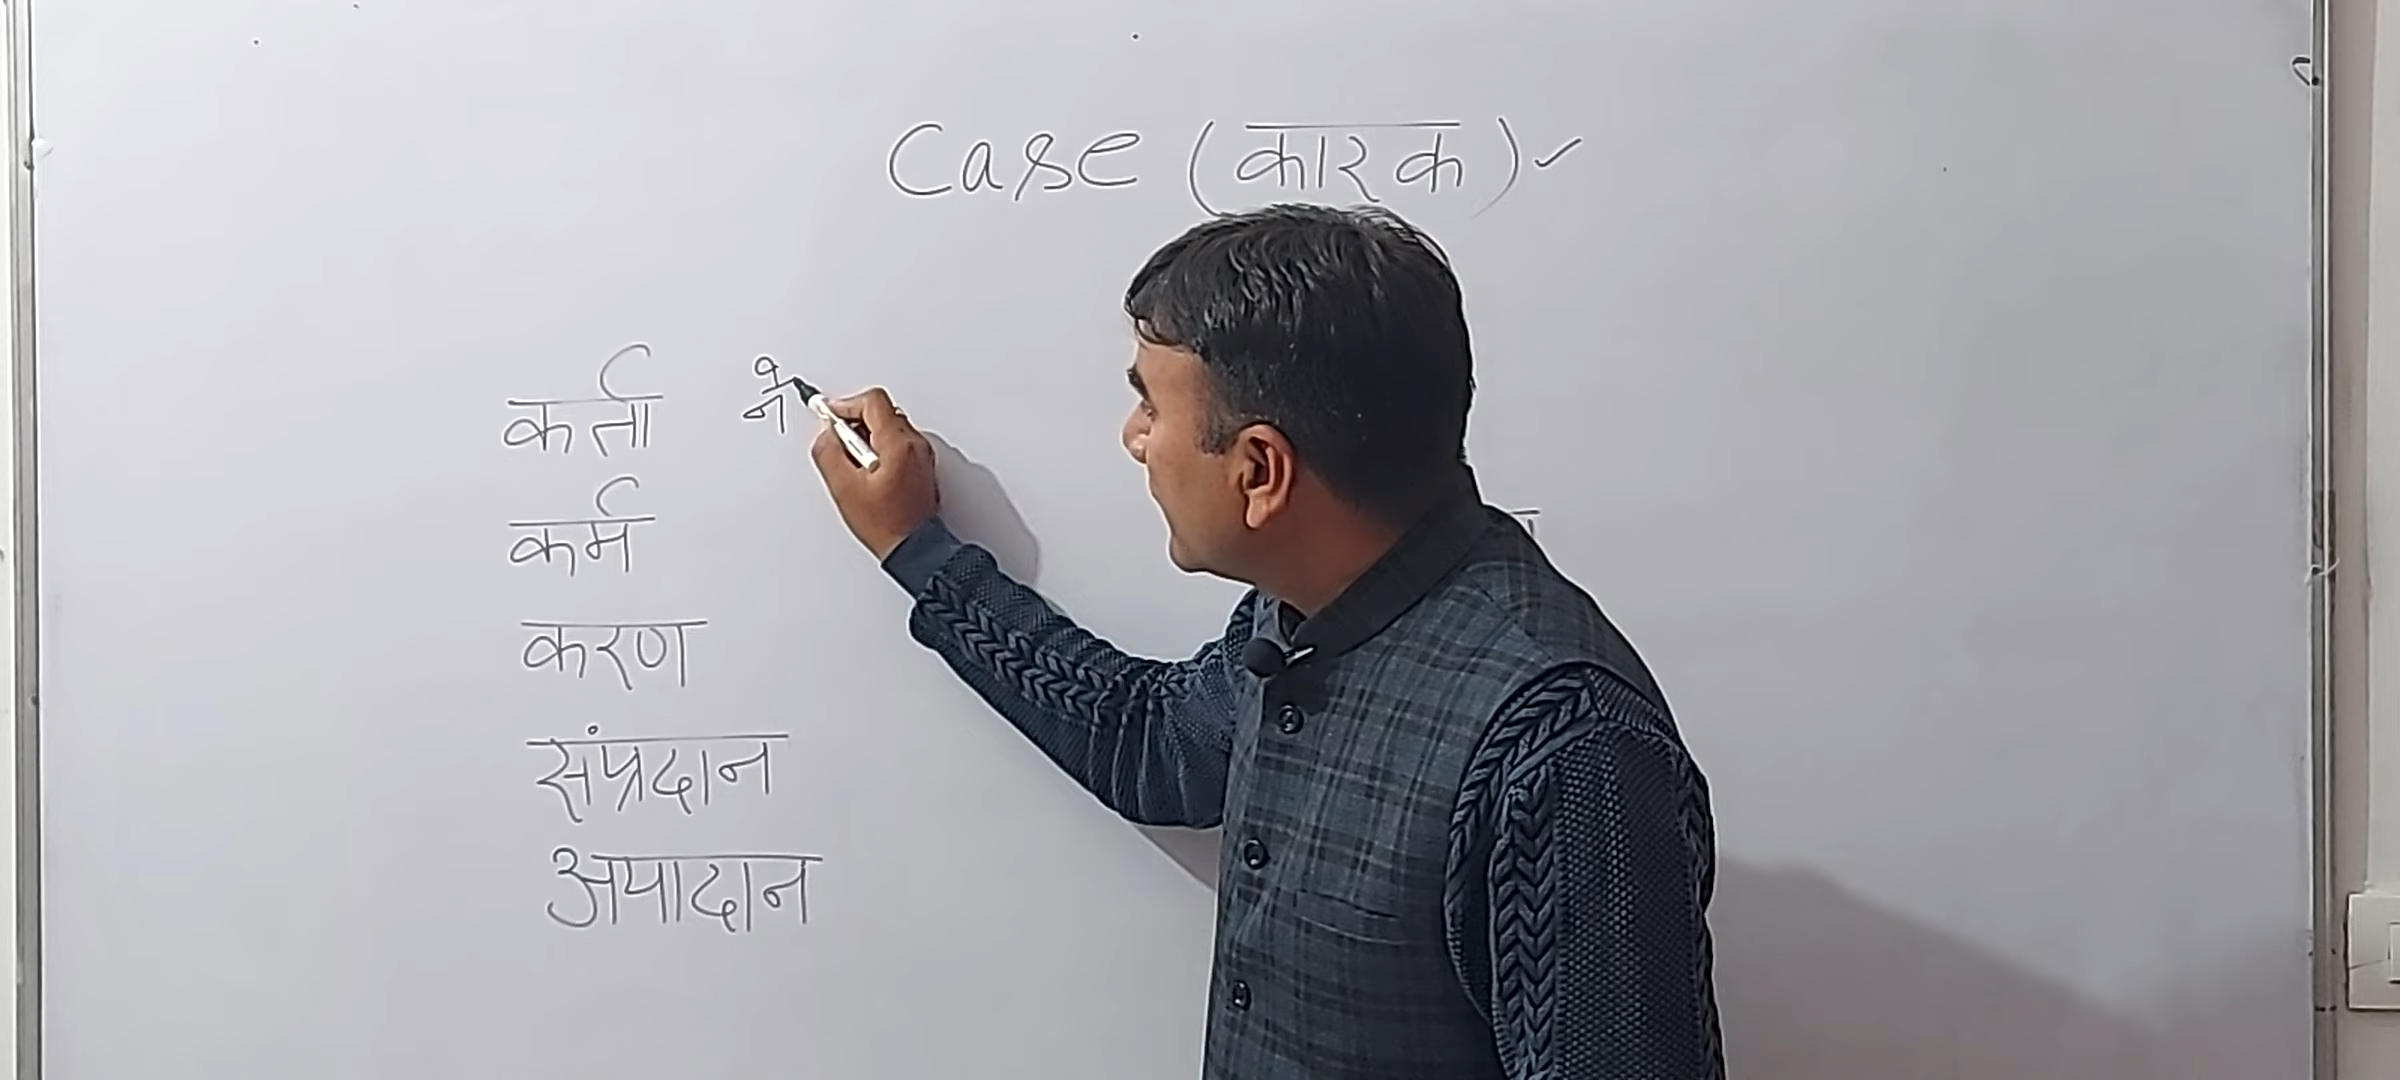 Case (कारक) ✓
कर्ता ने
कर्म
करण
संप्रदान
अपादान